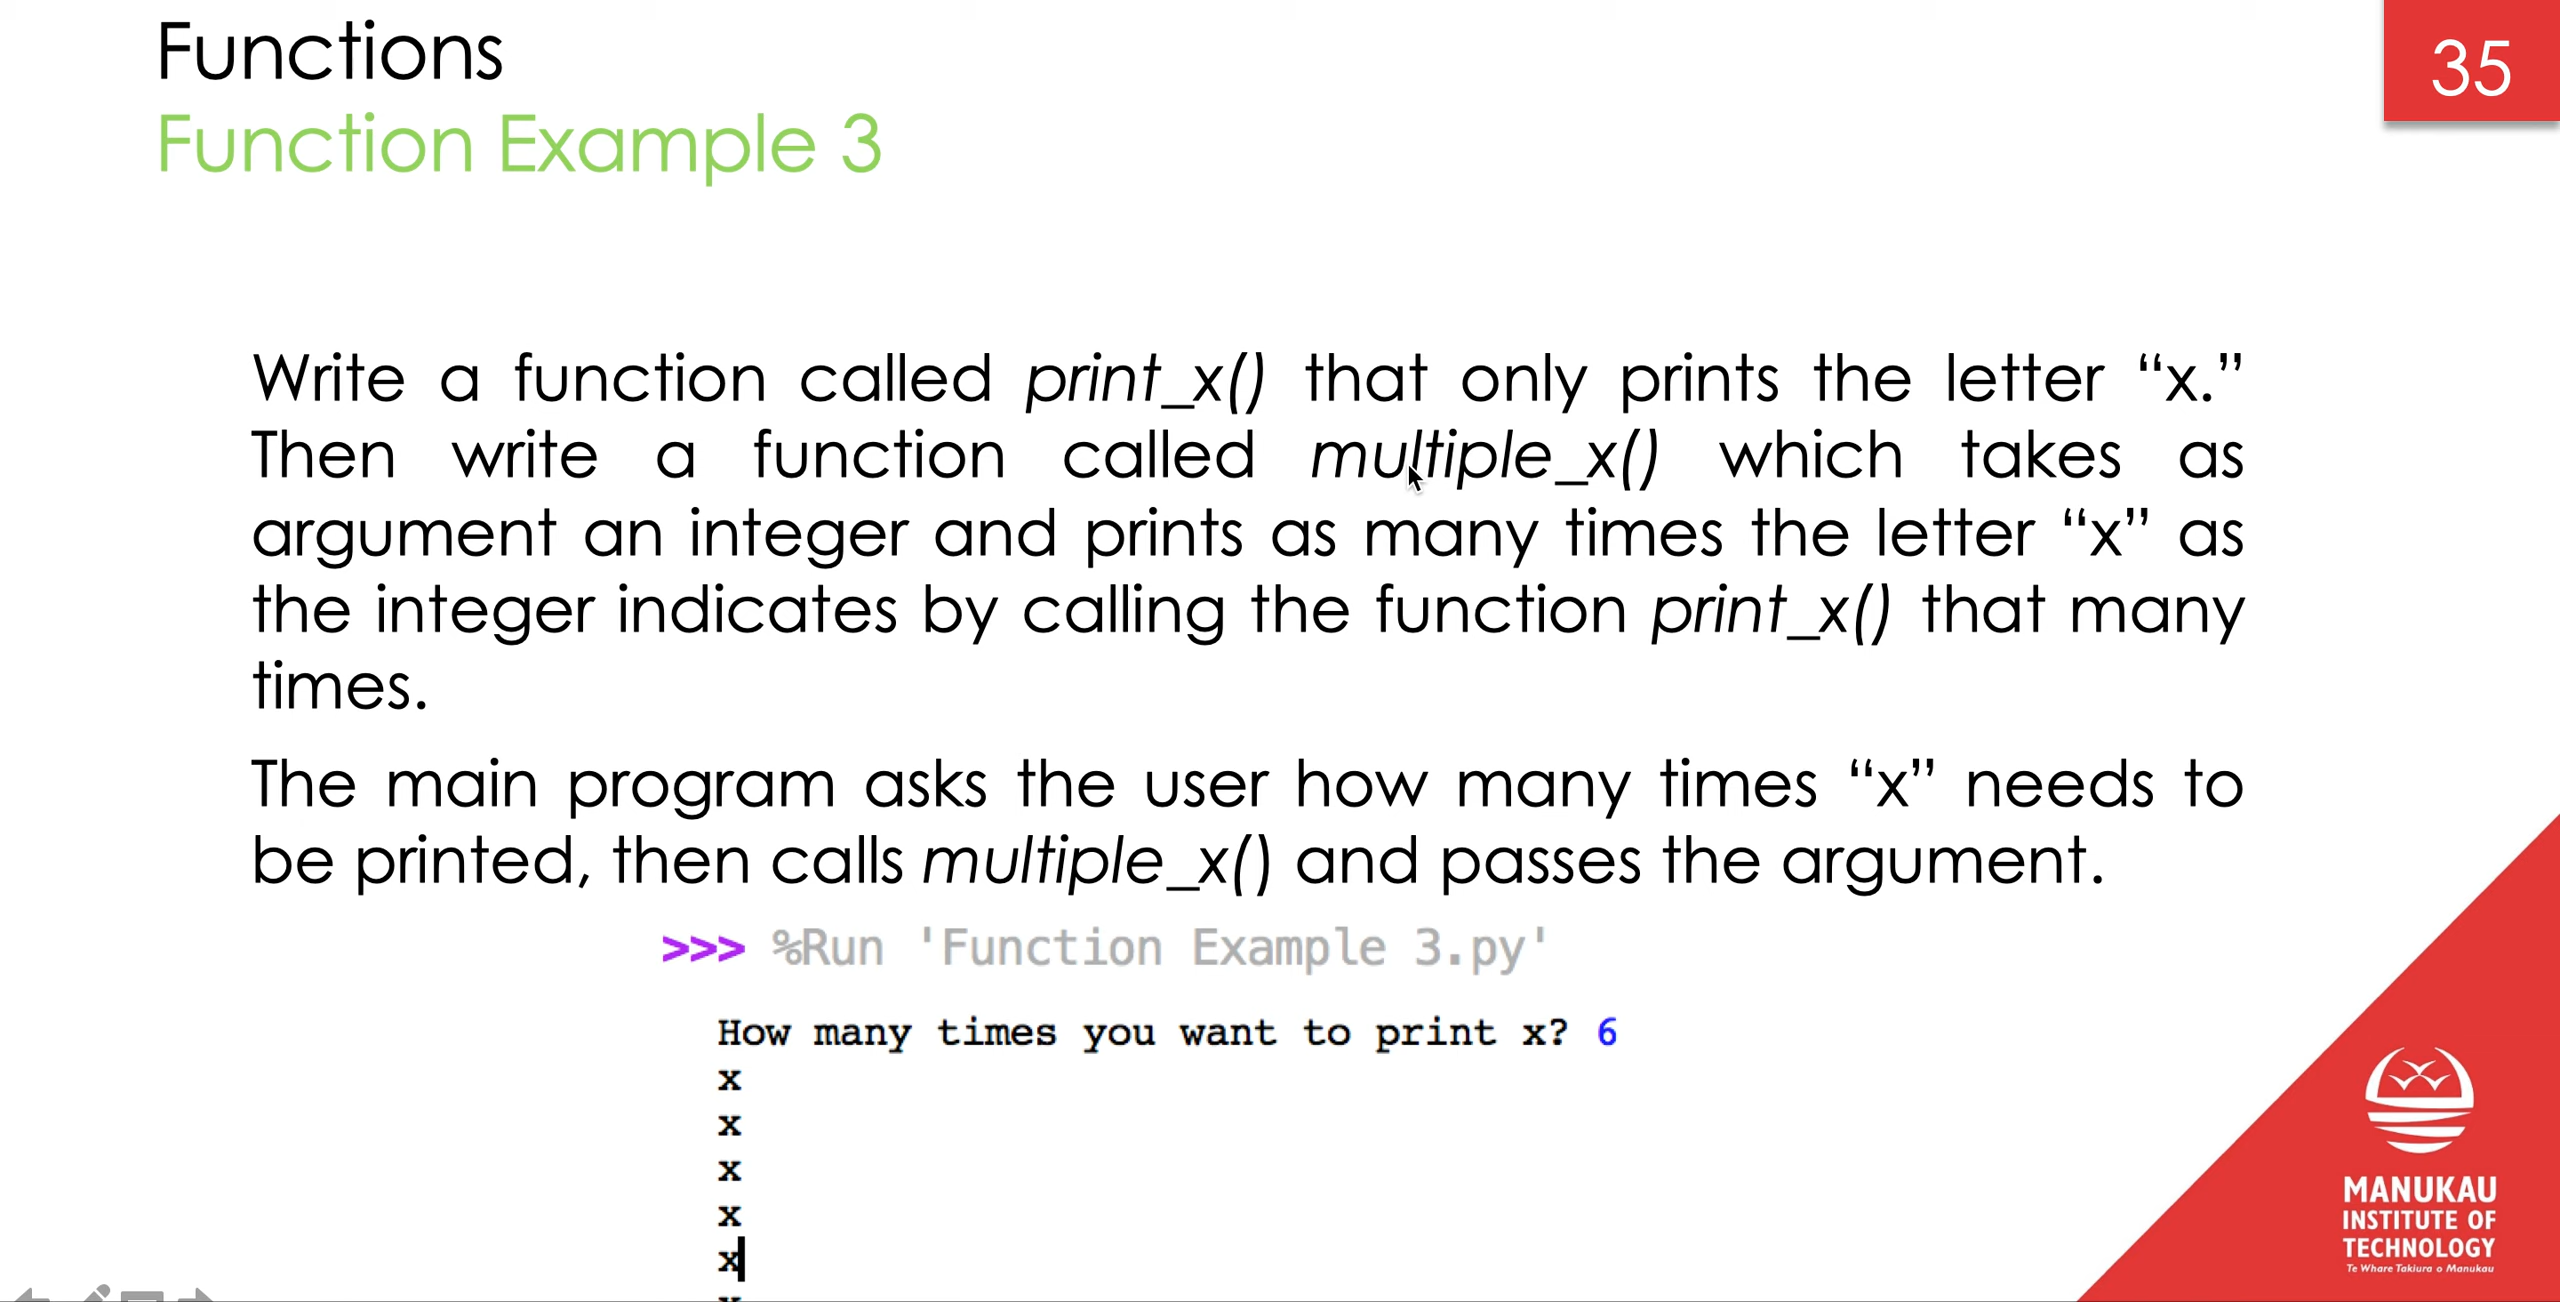 Functions
35
Function Example 3
Write a function called print_x() that only prints the letter “x.”
Then write a function called multiple_x() which takes as
argument an integer and prints as many times the letter “x” as
the integer indicates by calling the function print_x() that many
times.
The main program asks the user how many times “x” needs to
be printed, then calls multiple_x() and passes the argument.
>>> %Run 'Function Example 3.py'
How many times you want to print x? 6
x
x
x
x
x
MANUKAU
INSTITUTE OF
TECHNOLOGY
Te Whare Takiura o Manukau